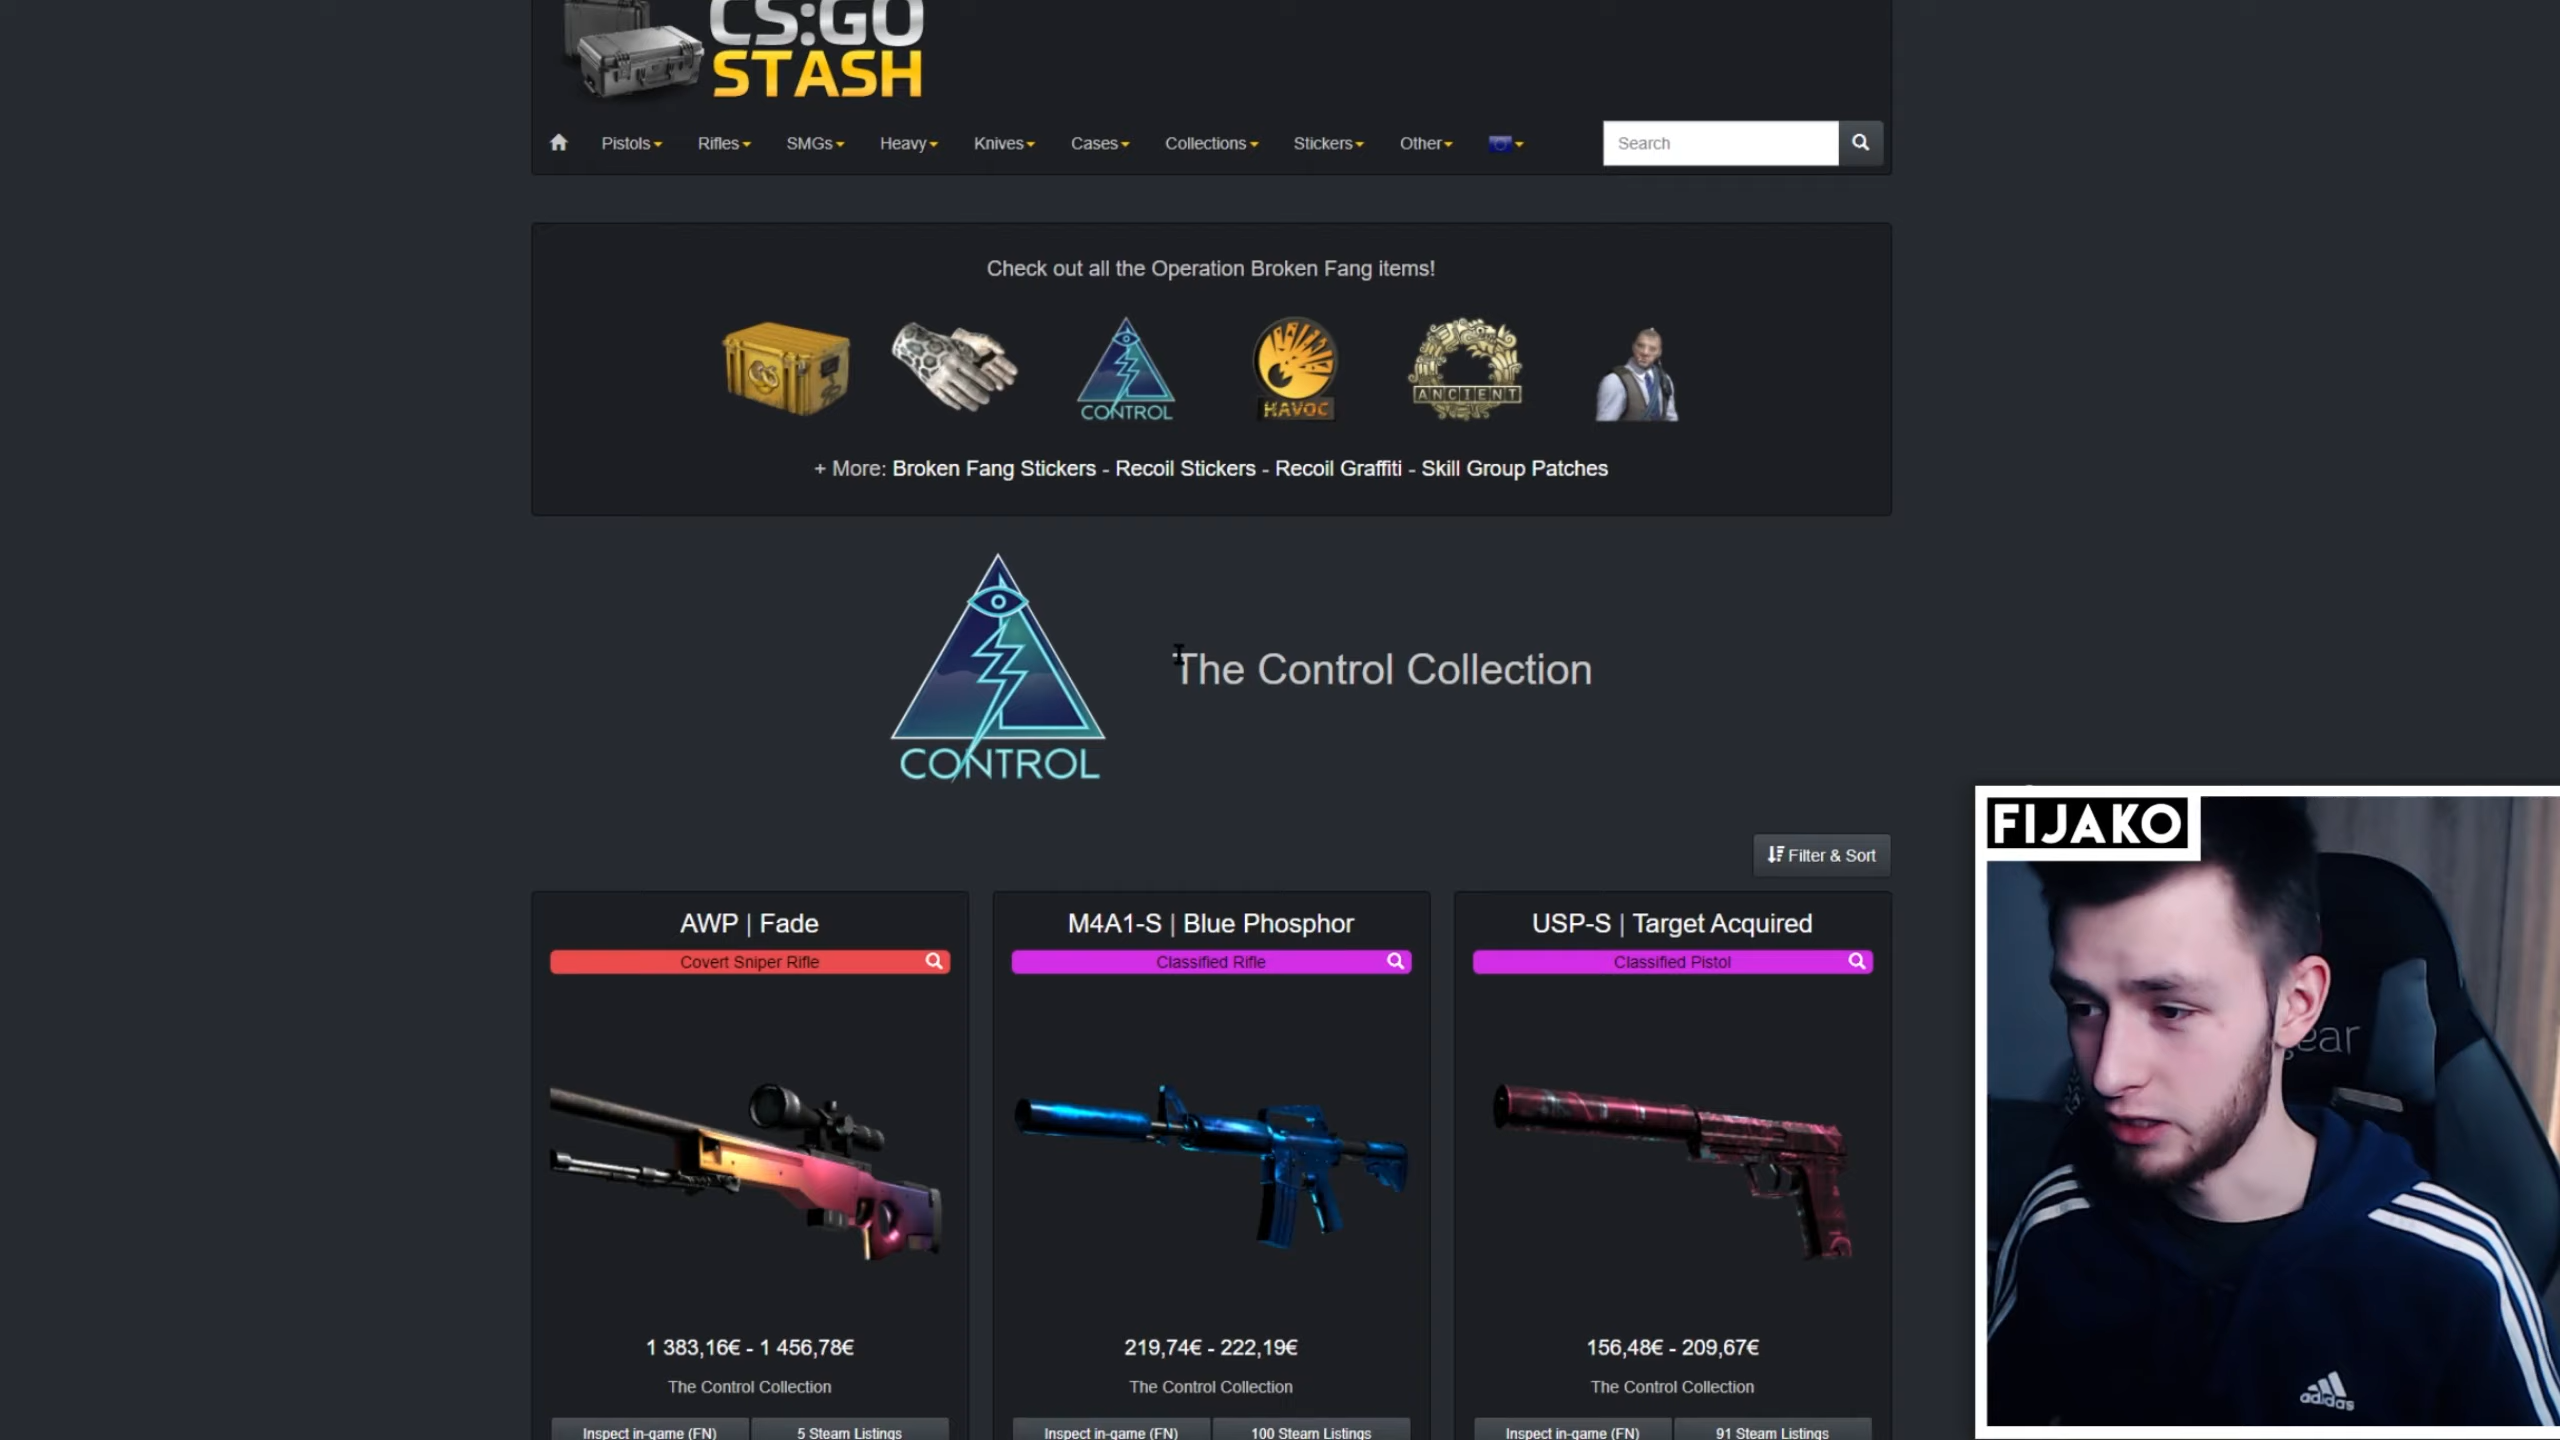 CS:GO
STASH
Pistols Rifles SMGs Heavy Knives Cases Collections Stickers Other Search
Check out all the Operation Broken Fang items!
CONTROL HAVOC ANCIENT
+ More: Broken Fang Stickers - Recoil Stickers - Recoil Graffiti - Skill Group Patches
The Control Collection
CONTROL
Filter & Sort
FIJAKO
AWP | Fade M4A1-S | Blue Phosphor USP-S | Target Acquired
Covert Sniper Rifle Classified Rifle Classified Pistol
1 383,16€ - 1 456,78€ 219,74€ - 222,19€ 156,48€ - 209,67€
The Control Collection The Control Collection The Control Collection
adidas
Inspect in-game (FN) 5 Steam Listings Inspect in-game (FN) 100 Steam Listings Inspect in-game (FN) 91 Steam Listings